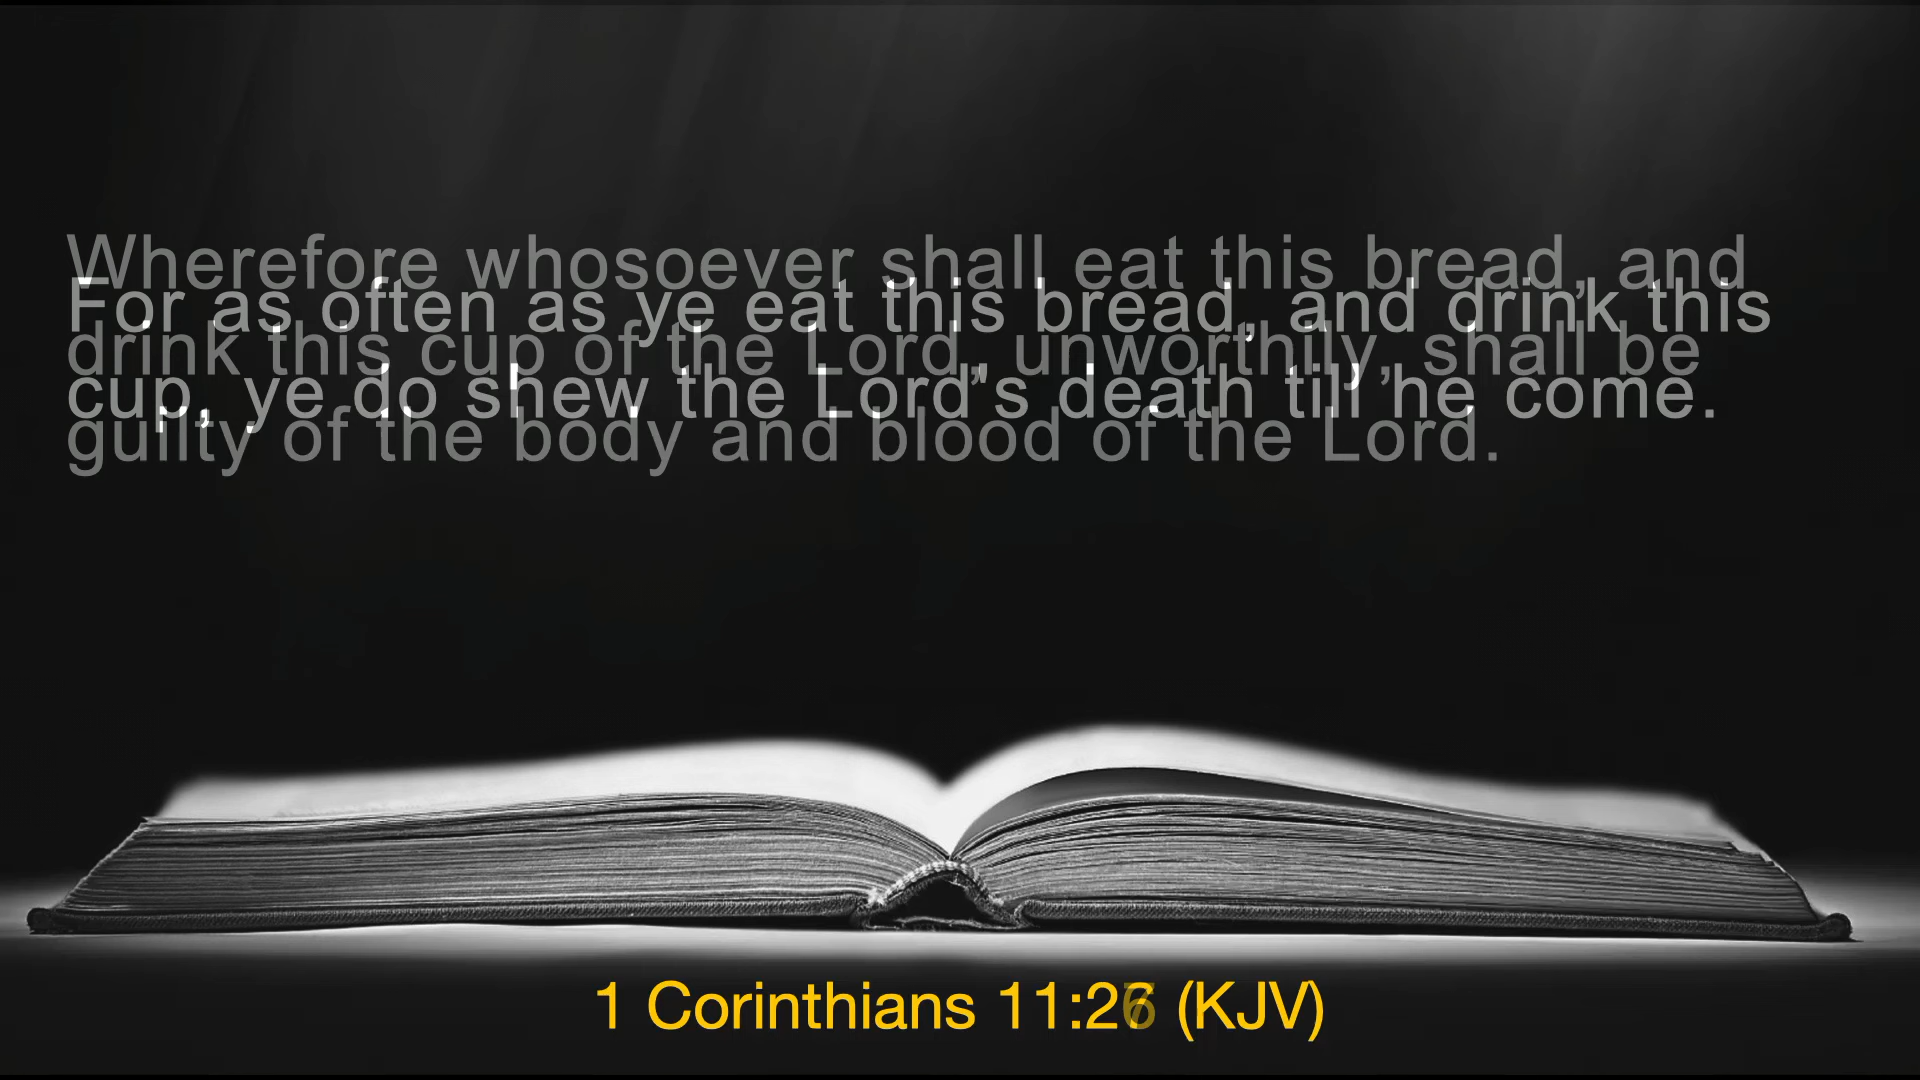 Wherefore whosoever shall eat this bread, and
drink this cup of the Lord, unworthily, shall be
guilty of the body and blood of the Lord.
For as often as ye eat this bread, and drink this
cup, ye do shew the Lord's death till he come.
1 Corinthians 11:26 (KJV)